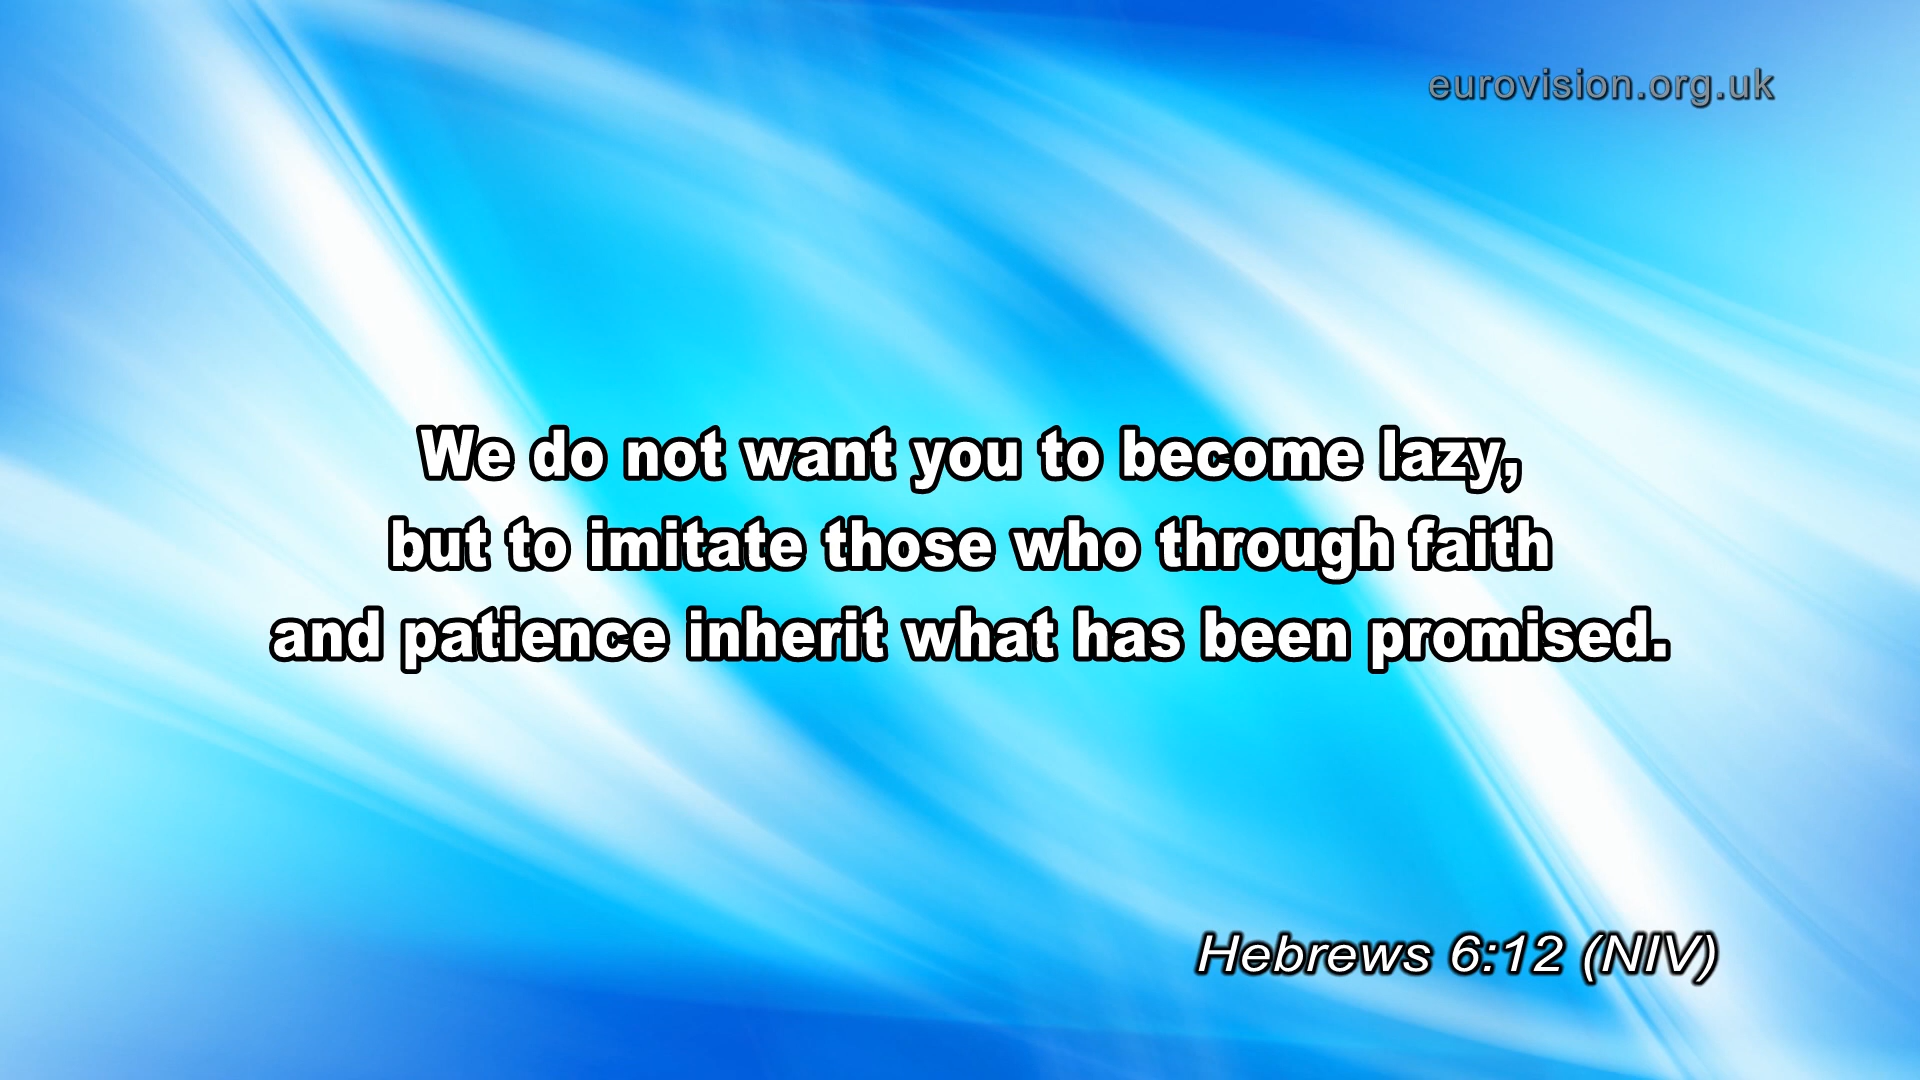 eurovision.org.uk
We do not want you to become lazy,
but to imitate those who through faith
and patience inherit what has been promised.
Hebrews 6:12 (NIV)